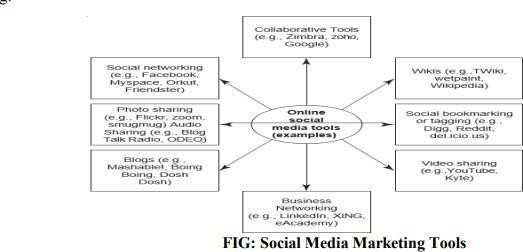 Collaborative Tools
(e.g., Zimbra, zoho,
Google)
Social networking
(e.g., Facebook,
Myspace, Orkut,
Friendster)
Wikis (e.g.,TWiki,
wetpaint,
Wikipedia)
Photo sharing
(e.g., Flickr, zoom,
smugmug) Audio
Sharing (e.g., Blog
Talk Radio, ODEO)
Online
social
media tools
(examples)
Social bookmarking
or tagging (e.g.,
Digg, Reddit,
del.icio.us)
Blogs (e.g.,
Mashablef, Boing
Boing, Dosh
Dosh)
Video sharing
(e.g.,YouTube,
Kyte)
Business
Networking
(e.g., LinkedIn, XING,
eAcademy)
FIG: Social Media Marketing Tools